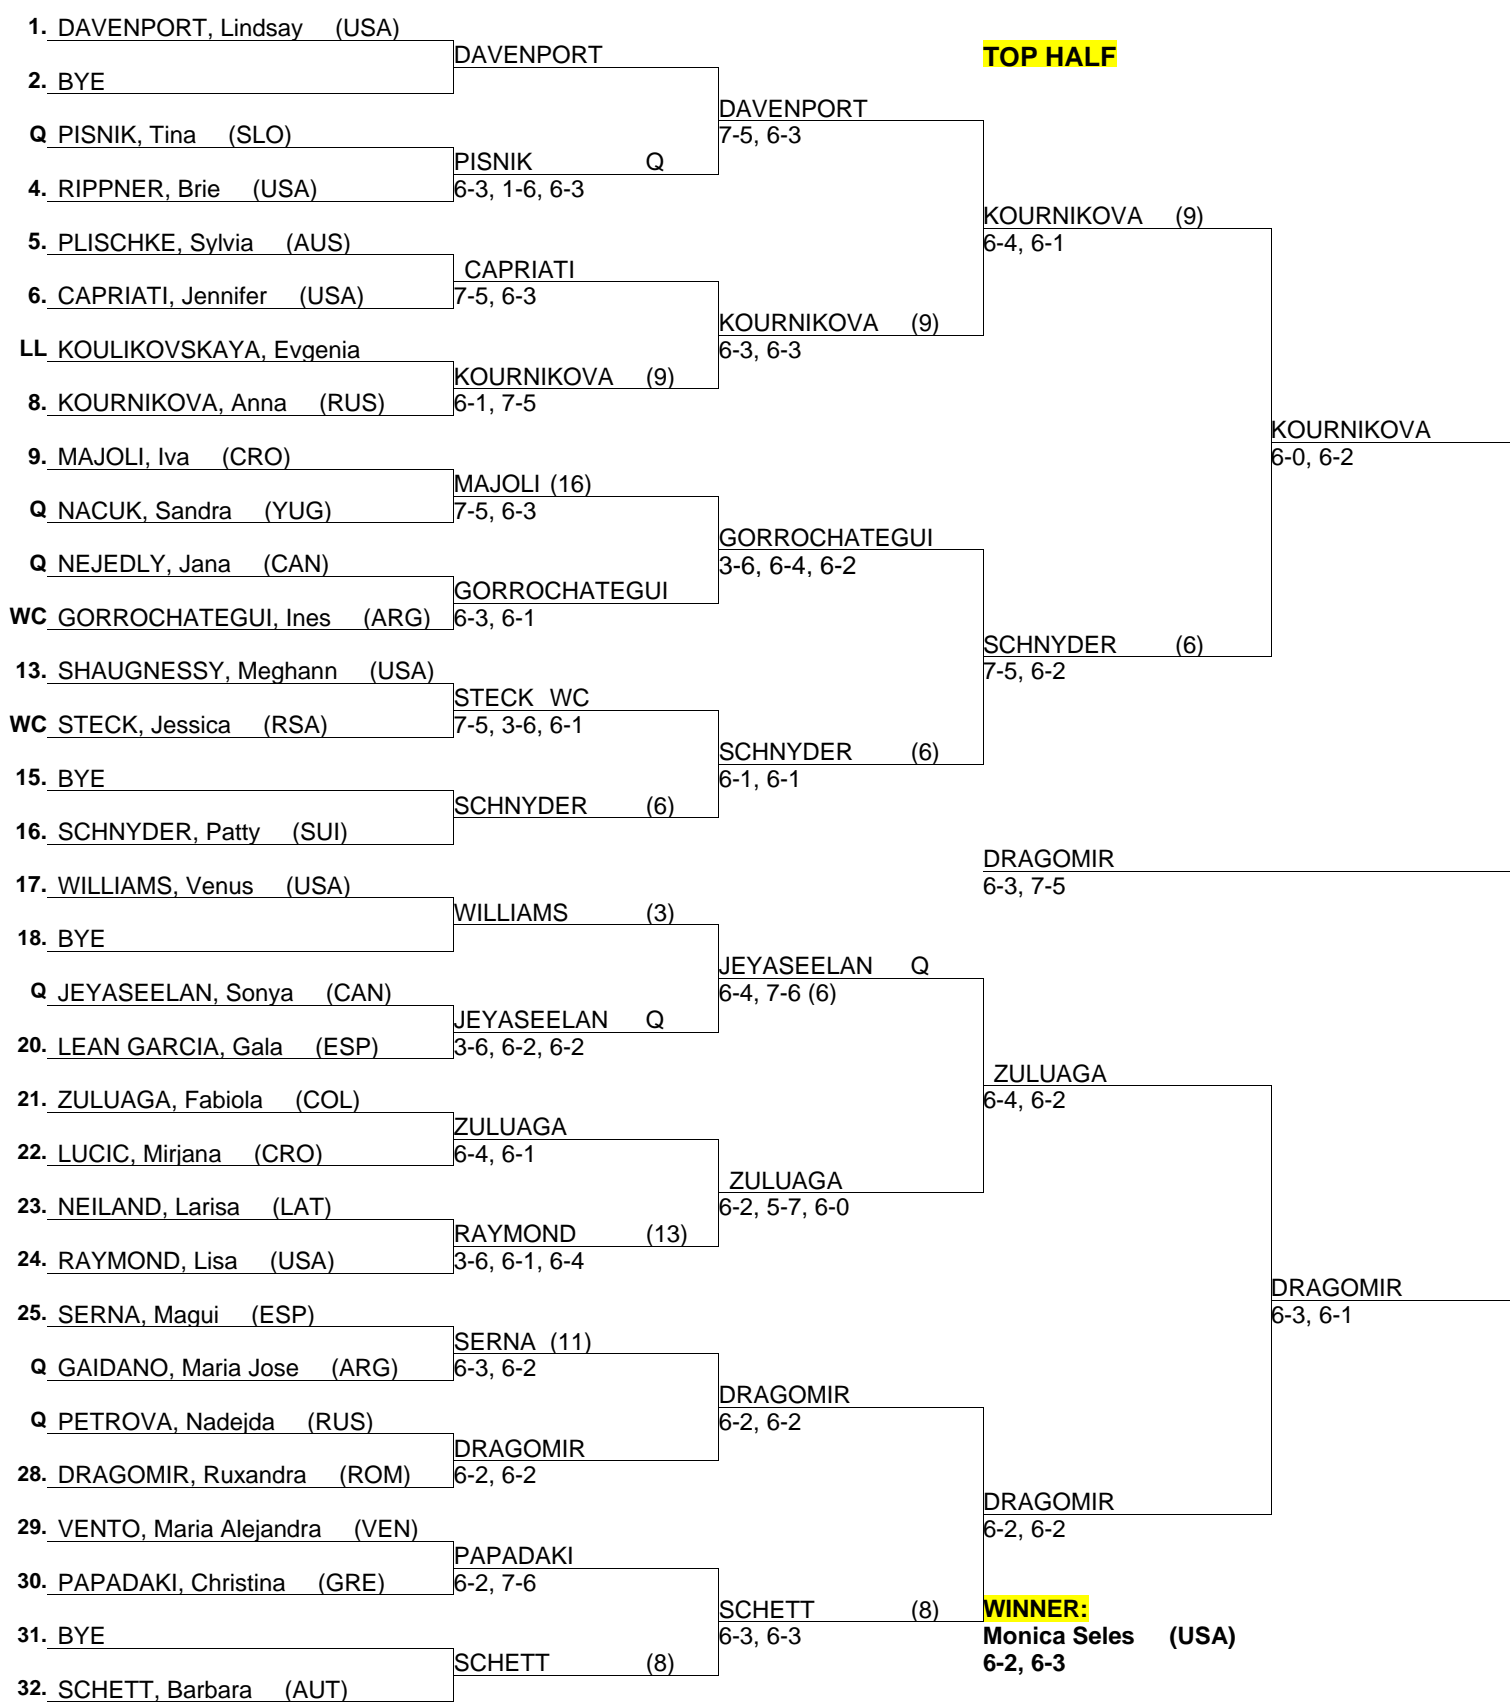 TOP HALF
1. DAVENPORT, Lindsay (USA)
2. BYE
Q PISNIK, Tina (SLO)
4. RIPPNER, Brie (USA)
5. PLISCHKE, Sylvia (AUS)
6. CAPRIATI, Jennifer (USA)
LL KOULIKOVSKAYA, Evgenia
8. KOURNIKOVA, Anna (RUS)
9. MAJOLI, Iva (CRO)
Q NACUK, Sandra (YUG)
Q NEJEDLY, Jana (CAN)
WC GORROCHATEGUI, Ines (ARG)
13. SHAUGNESSY, Meghann (USA)
WC STECK, Jessica (RSA)
15. BYE
16. SCHNYDER, Patty (SUI)
17. WILLIAMS, Venus (USA)
18. BYE
Q JEYASEELAN, Sonya (CAN)
20. LEAN GARCIA, Gala (ESP)
21. ZULUAGA, Fabiola (COL)
22. LUCIC, Mirjana (CRO)
23. NEILAND, Larisa (LAT)
24. RAYMOND, Lisa (USA)
25. SERNA, Magui (ESP)
Q GAIDANO, Maria Jose (ARG)
Q PETROVA, Nadejda (RUS)
28. DRAGOMIR, Ruxandra (ROM)
29. VENTO, Maria Alejandra (VEN)
30. PAPADAKI, Christina (GRE)
31. BYE
32. SCHETT, Barbara (AUT)
DAVENPORT
PISNIK Q
6-3, 1-6, 6-3
CAPRIATI
7-5, 6-3
KOURNIKOVA (9)
6-1, 7-5
MAJOLI (16)
7-5, 6-3
GORROCHATEGUI
6-3, 6-1
STECK WC
7-5, 3-6, 6-1
SCHNYDER (6)
WILLIAMS (3)
JEYASEELAN Q
3-6, 6-2, 6-2
ZULUAGA
6-4, 6-1
RAYMOND (13)
3-6, 6-1, 6-4
SERNA (11)
6-3, 6-2
DRAGOMIR
6-2, 6-2
PAPADAKI
6-2, 7-6
SCHETT (8)
DAVENPORT
7-5, 6-3
KOURNIKOVA (9)
6-3, 6-3
GORROCHATEGUI
3-6, 6-4, 6-2
SCHNYDER (6)
6-1, 6-1
JEYASEELAN Q
6-4, 7-6 (6)
ZULUAGA
6-2, 5-7, 6-0
DRAGOMIR
6-2, 6-2
SCHETT (8)
6-3, 6-3
KOURNIKOVA (9)
6-4, 6-1
SCHNYDER (6)
7-5, 6-2
DRAGOMIR
6-3, 7-5
ZULUAGA
6-4, 6-2
DRAGOMIR
6-2, 6-2
KOURNIKOVA
6-0, 6-2
DRAGOMIR
6-3, 6-1
WINNER:
Monica Seles (USA)
6-2, 6-3